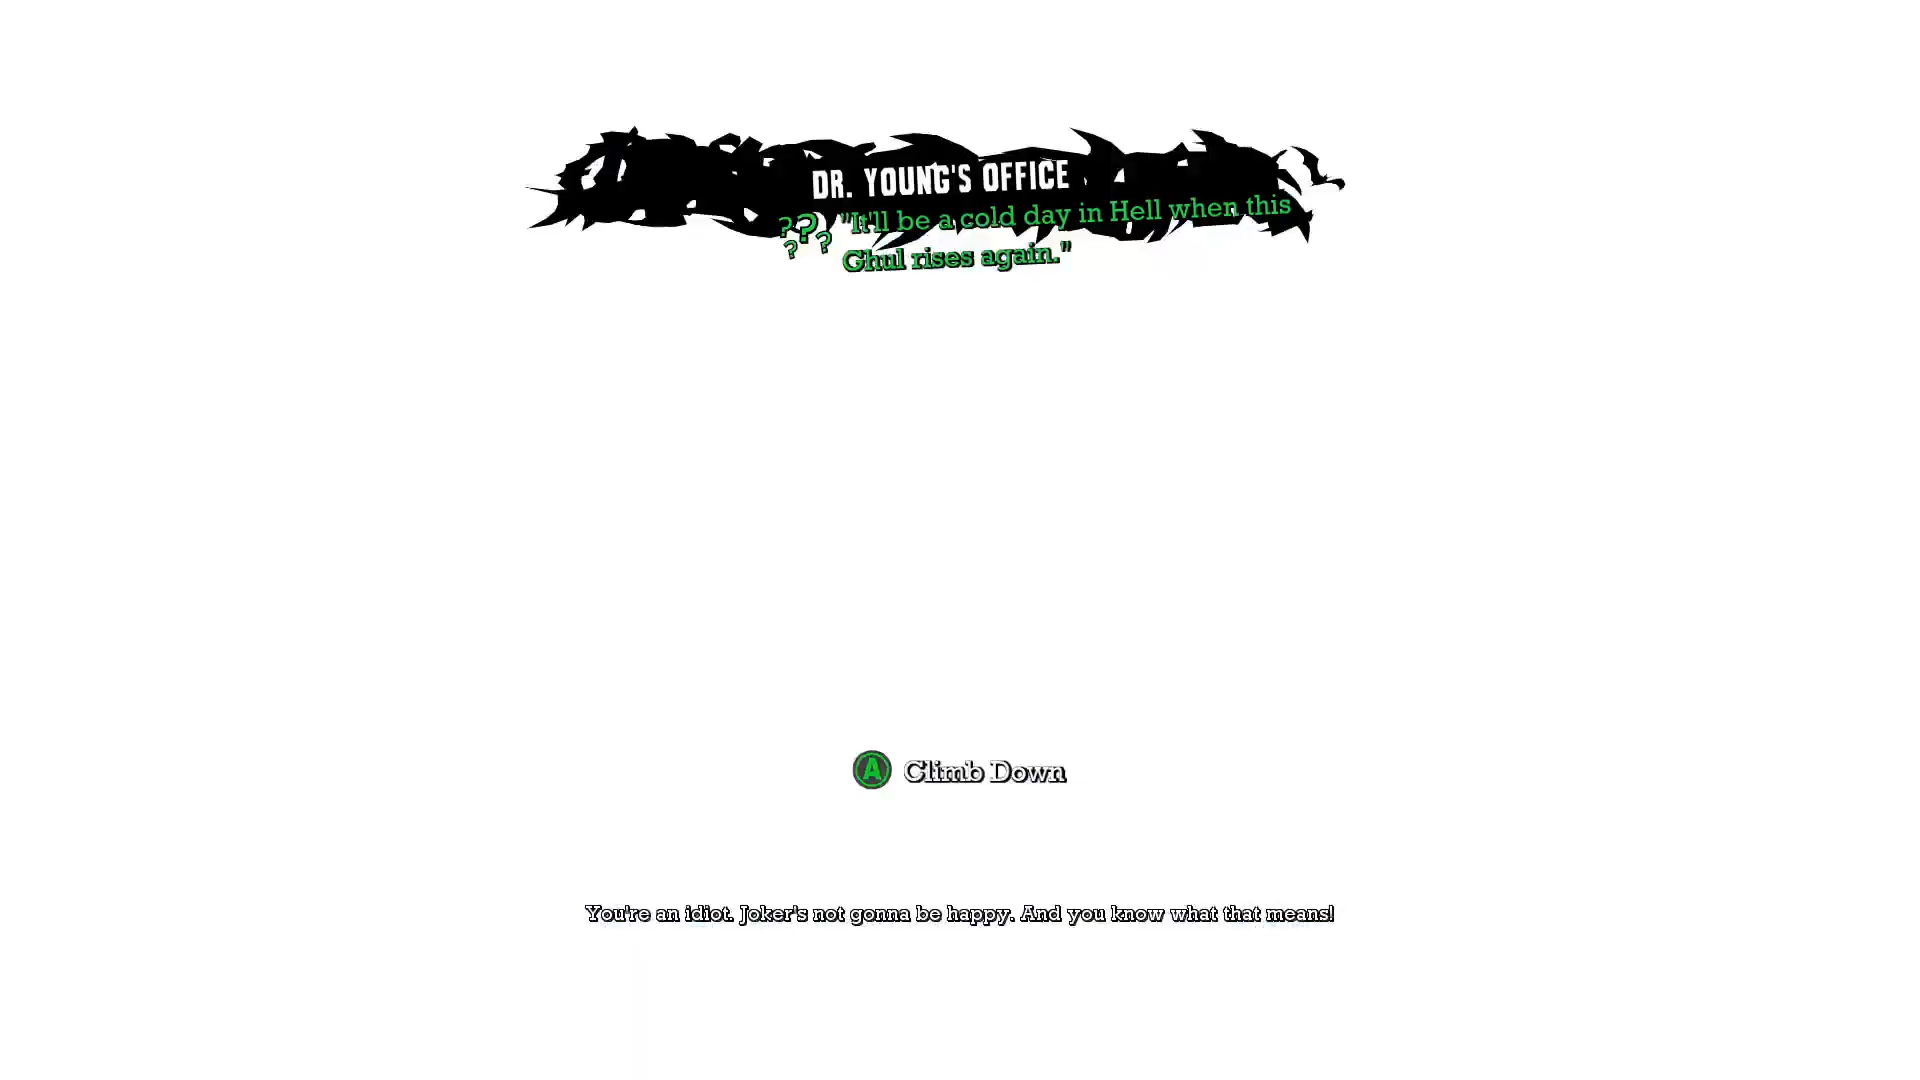 DR. YOUNG'S OFFICE
???? "It'll be a cold day in Hell when this
Ghul rises again."
A Climb Down
You're an idiot. Joker's not gonna be happy. And you know what that means!